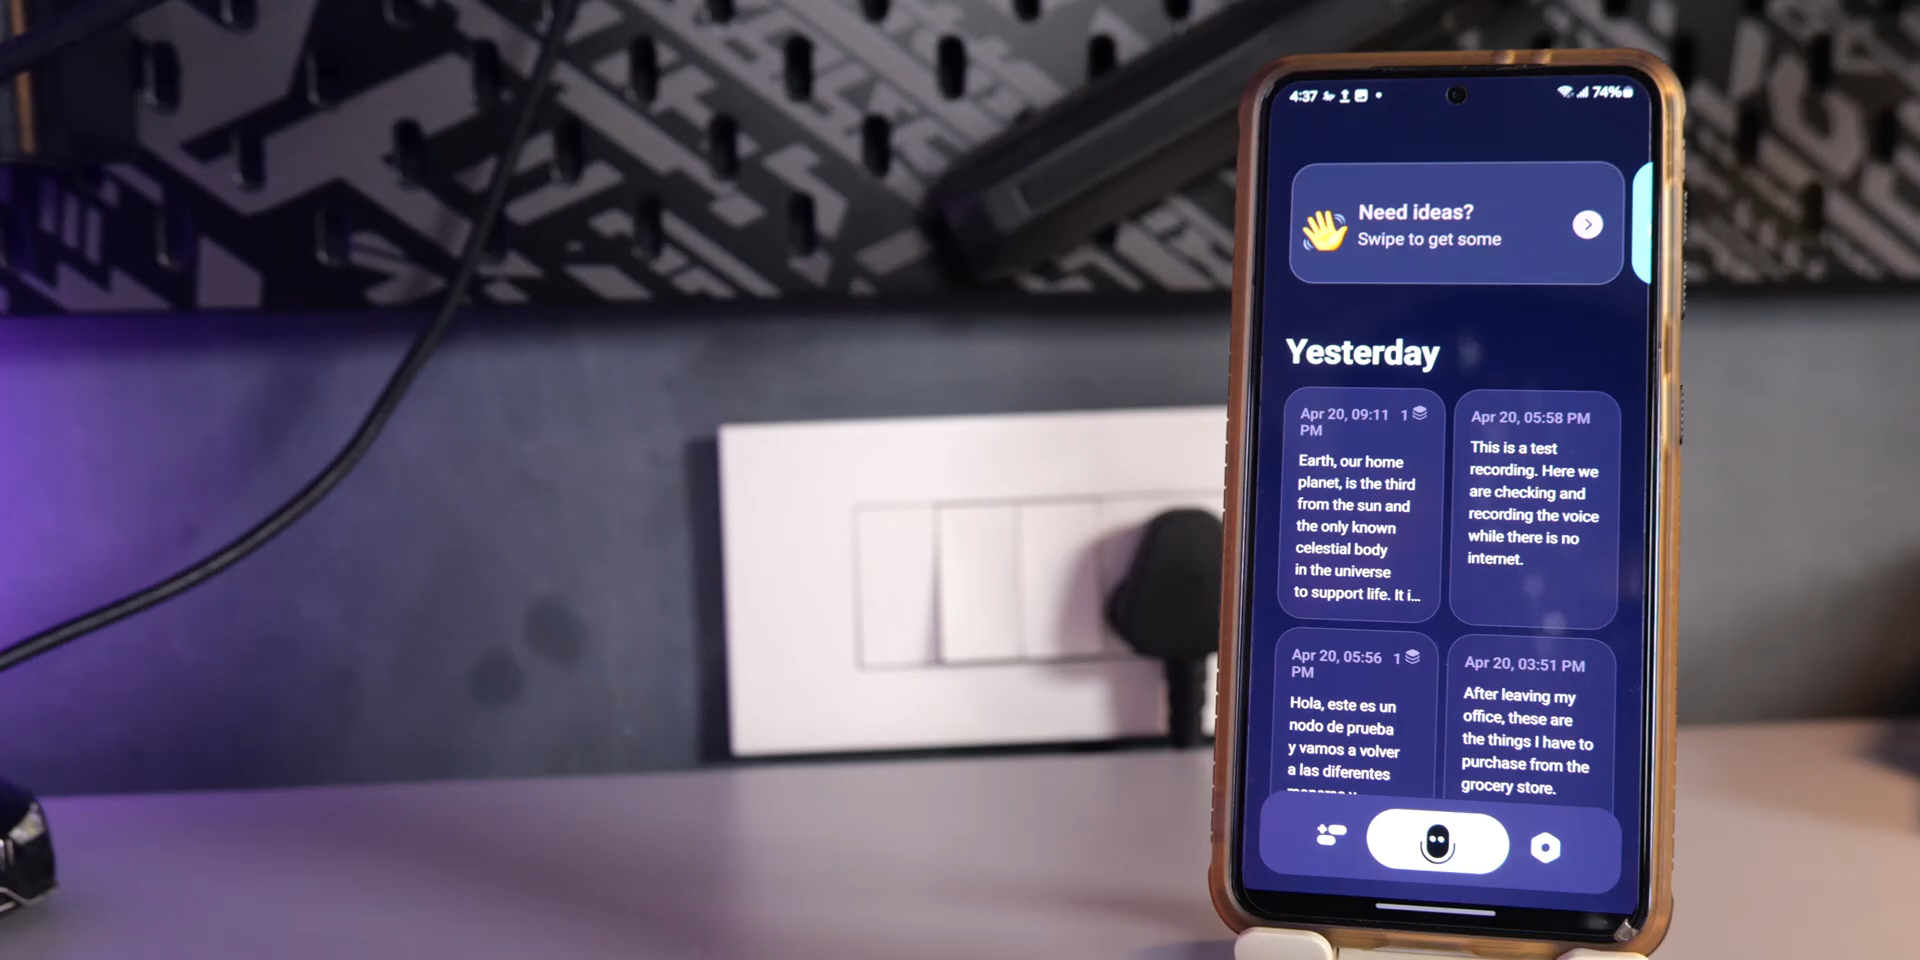 4:37
74%
Need ideas?
Swipe to get some
Yesterday
Apr 20, 09:11 1
PM
Earth, our home
planet, is the third
from the sun and
the only known
celestial body
in the universe
to support life. It i...
Apr 20, 05:58 PM
This is a test
recording. Here we
are checking and
recording the voice
while there is no
internet.
Apr 20, 05:56 1
PM
Hola, este es un
nodo de prueba
y vamos a volver
a las diferentes
Apr 20, 03:51 PM
After leaving my
office, these are
the things I have to
purchase from the
grocery store.